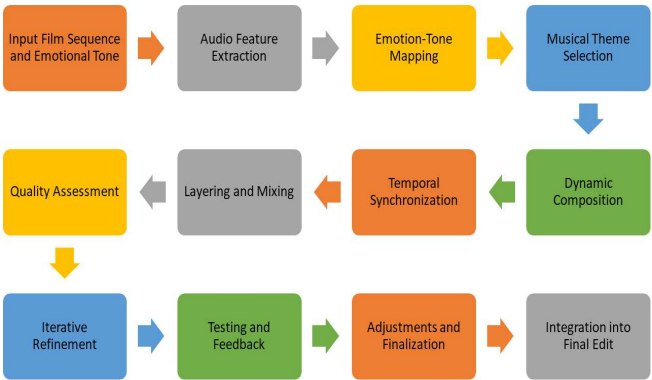 Input Film Sequence
and Emotional Tone
Audio Feature
Extraction
Emotion-Tone
Mapping
Musical Theme
Selection
Dynamic
Composition
Temporal
Synchronization
Layering and Mixing
Quality Assessment
Iterative
Refinement
Testing and
Feedback
Adjustments and
Finalization
Integration into
Final Edit